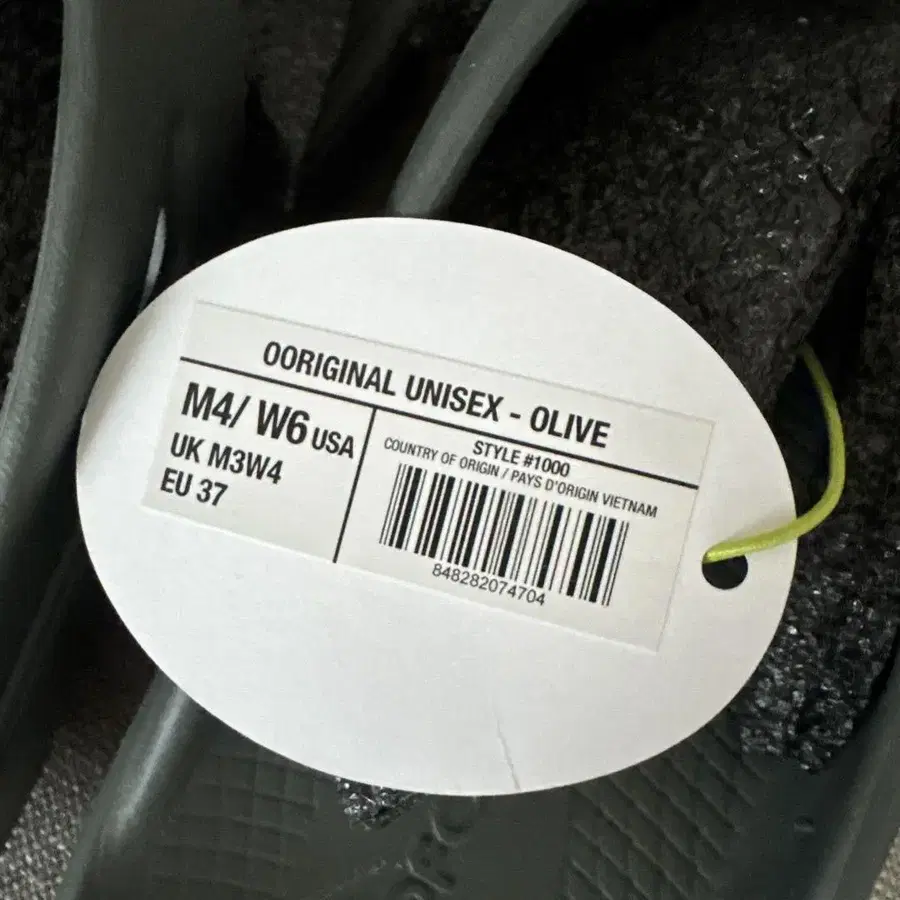 OORIGINAL UNISEX - OLIVE
M4/ W6 USA
UK M3W4
EU 37
STYLE #1000
COUNTRY OF ORIGIN / PAYS D'ORIGIN VIETNAM
848282074704